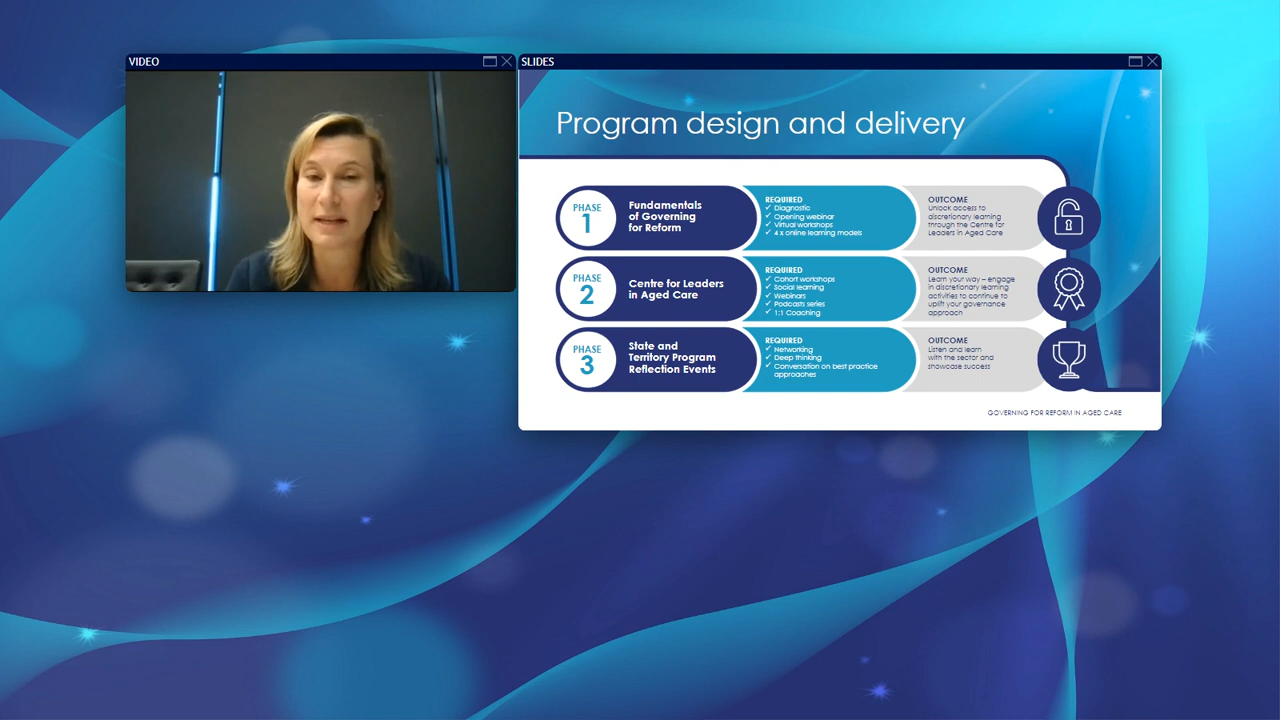 VIDEO
SLIDES
Program design and delivery
PHASE
1
Fundamentals
of Governing
for Reform
REQUIRED
✓ Diagnostic
✓ Opening webinar
✓ Virtual workshops
✓ 4 x online learning models
OUTCOME
Unlock access to
discretionary learning
through the Centre for
Leaders in Aged Care
PHASE
2
Centre for Leaders
in Aged Care
REQUIRED
✓ Cohort workshops
✓ Social learning
✓ Webinars
✓ Podcasts series
✓ 1:1 Coaching
OUTCOME
Learn your way – engage
in discretionary learning
activities to continue to
uplift your governance
approach
PHASE
3
State and
Territory Program
Reflection Events
REQUIRED
✓ Networking
✓ Deep thinking
✓ Conversation on best practice
approaches
OUTCOME
Listen and learn
with the sector and
showcase success
GOVERNING FOR REFORM IN AGED CARE